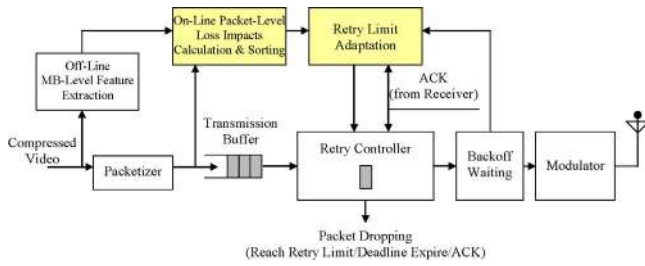 On-Line Packet-Level
Loss Impacts
Calculation & Sorting
Retry Limit
Adaptation
Off-Line
MB-Level Feature
Extraction
ACK
(from Receiver)
Compressed
Video
Transmission
Buffer
Packetizer
Retry Controller
Backoff
Waiting
Modulator
Packet Dropping
(Reach Retry Limit/Deadline Expire/ACK)